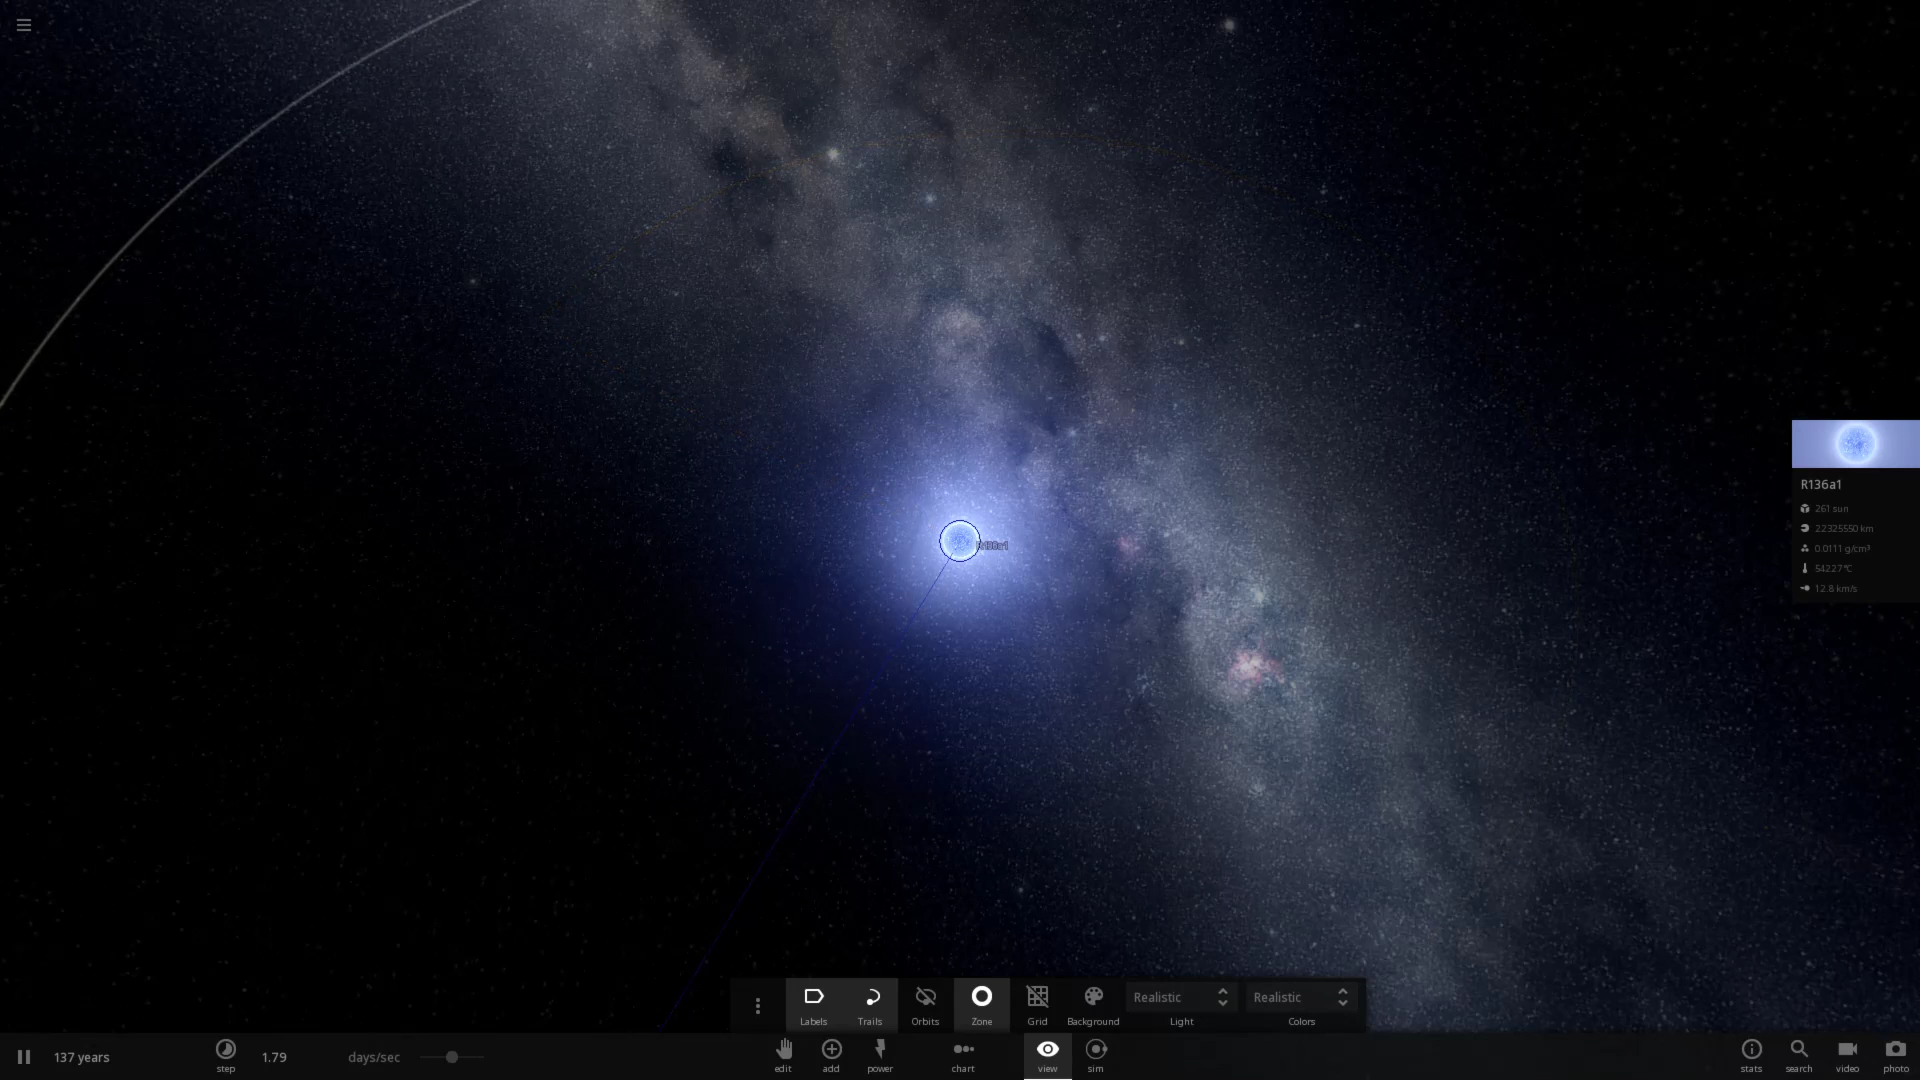 R136a1
R136a1
261 sun
22325550 km
0.0111 g/cm³
54227°C
12.8 km/s
Realistic
Realistic
Labels
Trails
Orbits
Zone
Grid
Background
Light
Colors
137 years
step
1.79
days/sec
edit
add
power
chart
view
sim
stats
search
video
photo